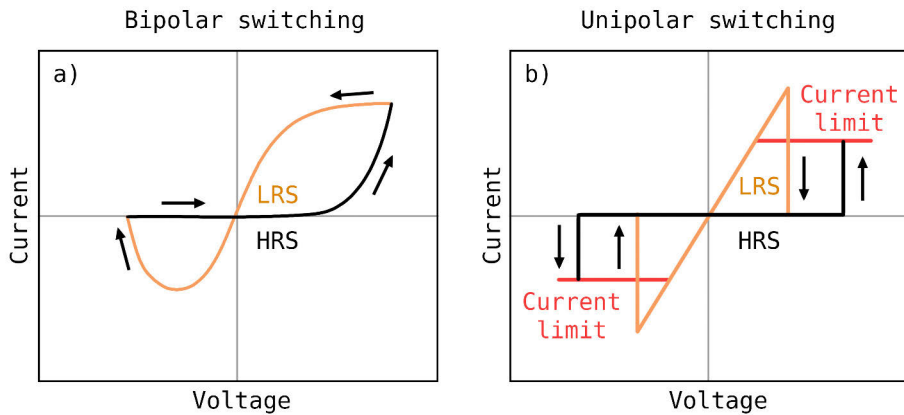 Bipolar switching
a)
LRS
HRS
Current
Voltage
Unipolar switching
b)
Current
limit
LRS
HRS
Current
limit
Current
Voltage